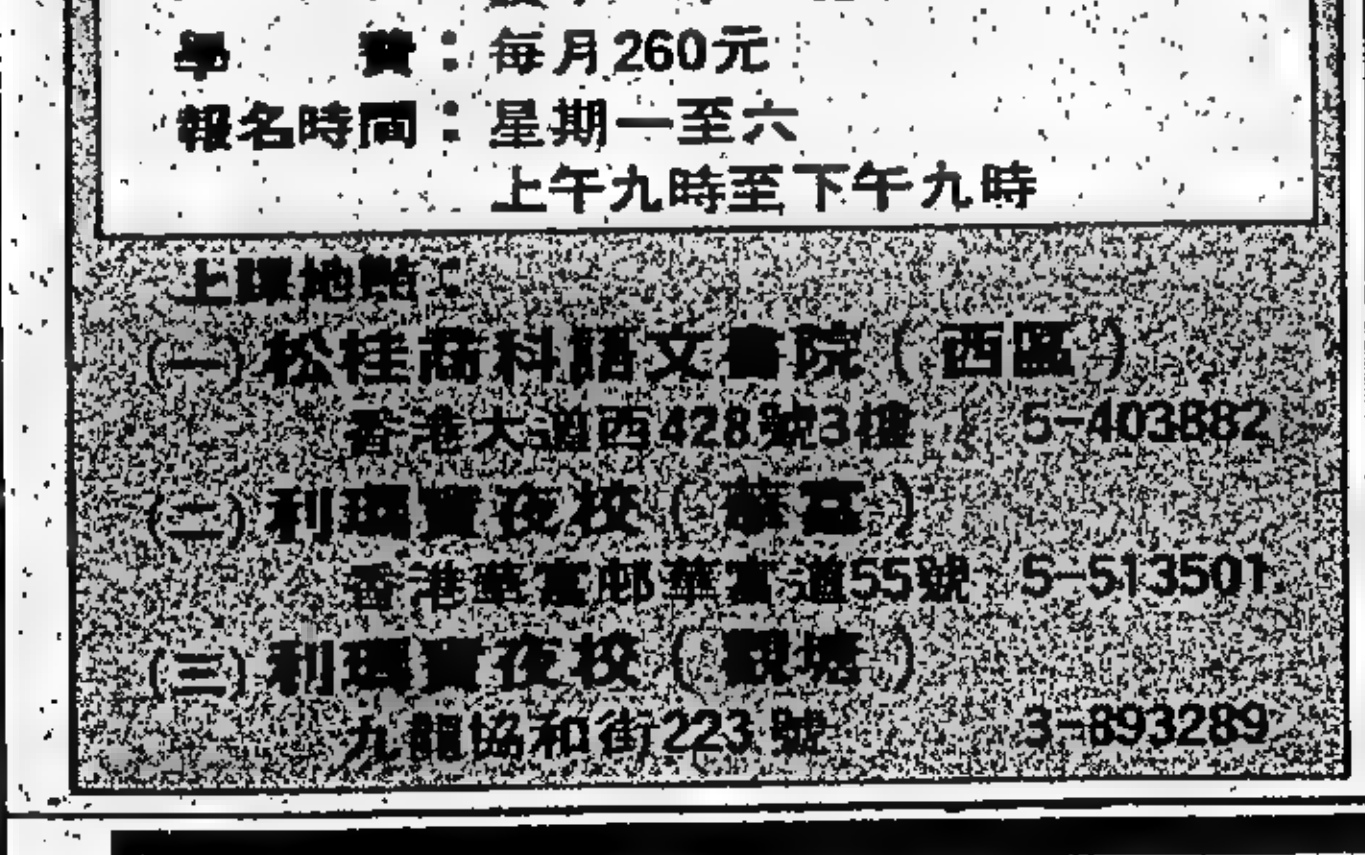 學費：每月260元
報名時間：星期一至六
上午九時至下午九時
上課地點：
(一)松桂商科語文書院(西區)
香港大道西428號3樓 5-403882
(二)利瑪竇夜校(華富)
香港華富邨華富道55號 5-513501
(三)利瑪竇夜校(觀塘)
九龍協和街223號 3-893289